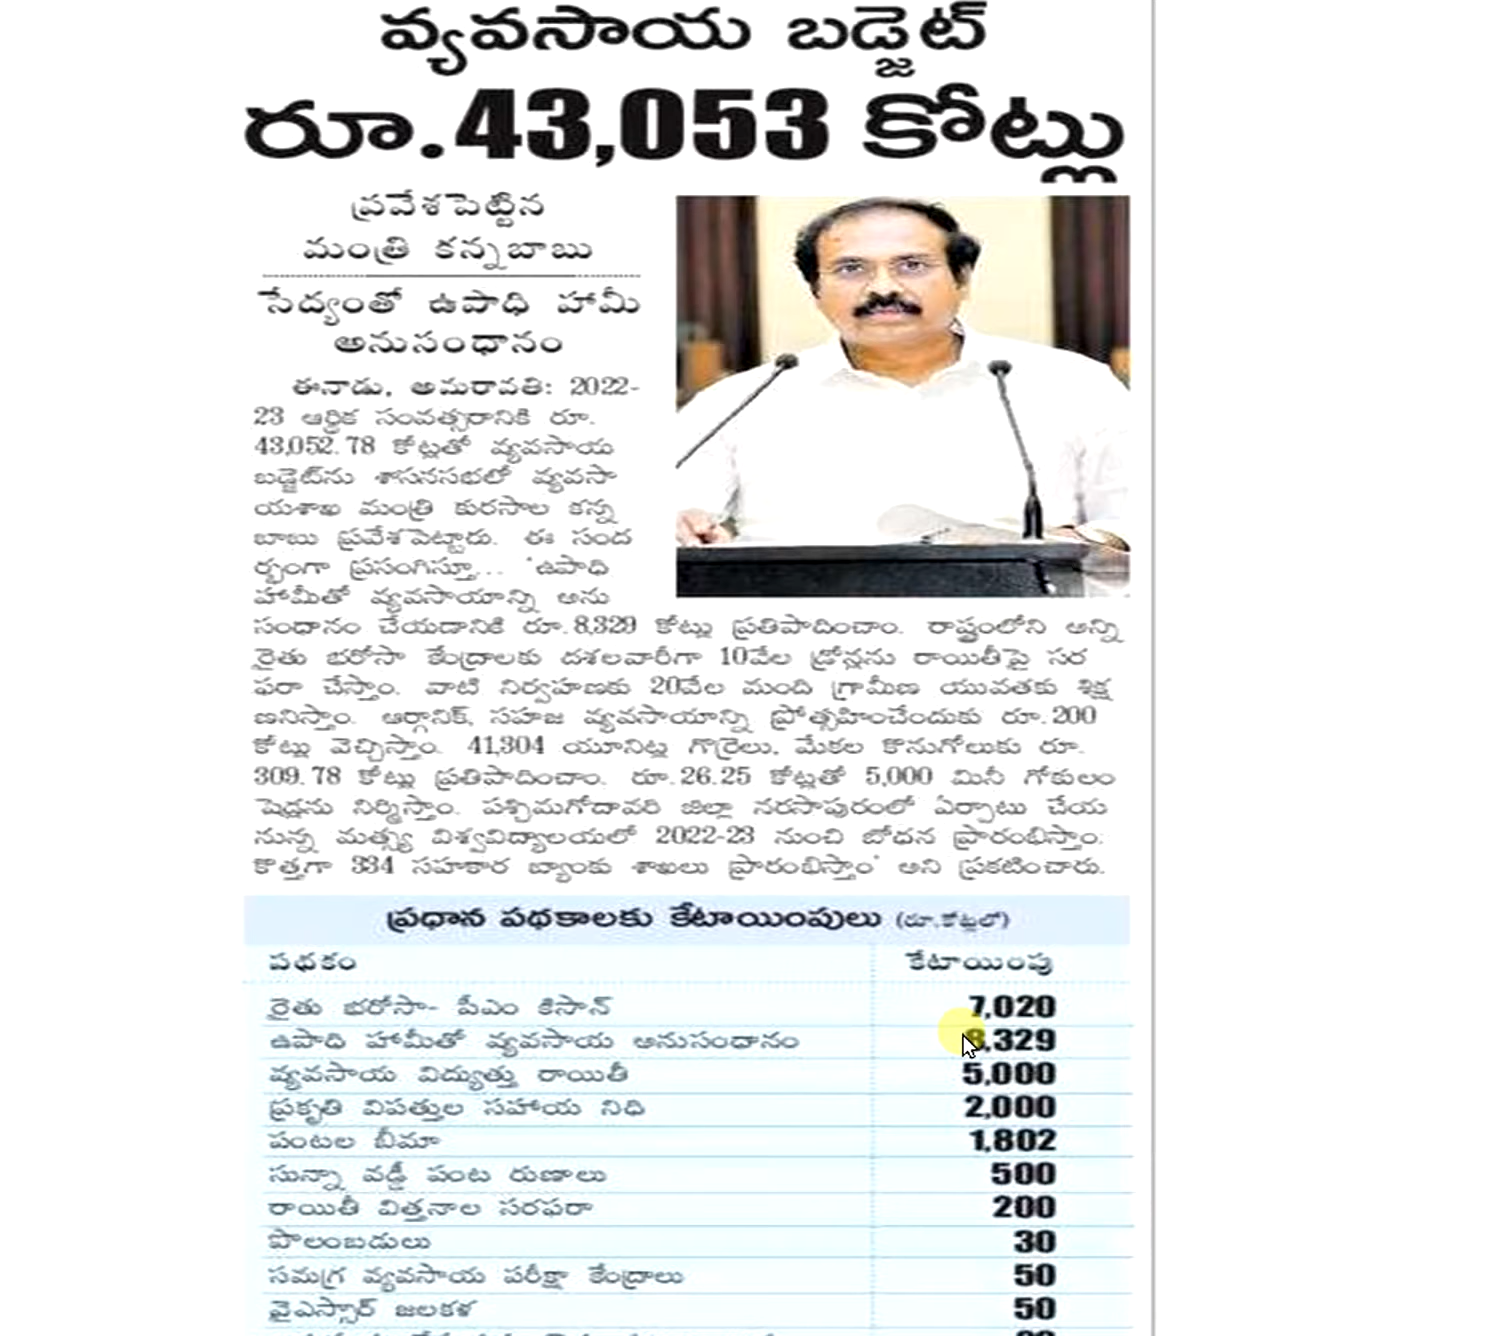 వ్యవసాయ బడ్జెట్
రూ.43,053 కోట్లు
ప్రవేశపెట్టిన
మంత్రి కన్నబాబు
సేద్యంతో ఉపాధి హామీ
అనుసంధానం
ఈనాడు, అమరావతి: 2022-
23 ఆర్థిక సంవత్సరానికి రూ.
43,052.78 కోట్లతో వ్యవసాయ
బడ్జెట్‌ను శాసనసభలో వ్యవసా
యశాఖ మంత్రి కురసాల కన్న
బాబు ప్రవేశపెట్టారు. ఈ సంద
ర్భంగా ప్రసంగిస్తూ... 'ఉపాధి
హామీతో వ్యవసాయాన్ని అను
సంధానం చేయడానికి రూ.8,329 కోట్లు ప్రతిపాదించాం. రాష్ట్రంలోని అన్ని
రైతు భరోసా కేంద్రాలకు దశలవారీగా 10వేల డ్రోన్లను రాయితీపై సర
ఫరా చేస్తాం. వాటి నిర్వహణకు 20వేల మంది గ్రామీణ యువతకు శిక్ష
ణనిస్తాం. ఆర్గానిక్, సహజ వ్యవసాయాన్ని ప్రోత్సహించేందుకు రూ.200
కోట్లు వెచ్చిస్తాం. 41,304 యూనిట్ల గొర్రెలు, మేకల కొనుగోలుకు రూ.
309.78 కోట్లు ప్రతిపాదించాం. రూ.26.25 కోట్లతో 5,000 మినీ గోకులం
షెడ్లను నిర్మిస్తాం. పశ్చిమగోదావరి జిల్లా నరసాపురంలో ఏర్పాటు చేయ
నున్న మత్స్య విశ్వవిద్యాలయలో 2022-23 నుంచి బోధన ప్రారంభిస్తాం.
కొత్తగా 334 సహకార బ్యాంకు శాఖలు ప్రారంభిస్తాం' అని ప్రకటించారు.
ప్రధాన పథకాలకు కేటాయింపులు (రూ.కోట్లలో)
పథకం కేటాయింపు
రైతు భరోసా- పీఎం కిసాన్ 7,020
ఉపాధి హామీతో వ్యవసాయ అనుసంధానం 8,329
వ్యవసాయ విద్యుత్తు రాయితీ 5,000
ప్రకృతి విపత్తుల సహాయ నిధి 2,000
పంటల బీమా 1,802
సున్నా వడ్డీ పంట రుణాలు 500
రాయితీ విత్తనాల సరఫరా 200
పొలంబడులు 30
సమగ్ర వ్యవసాయ పరీక్షా కేంద్రాలు 50
వైఎస్సార్ జలకళ 50